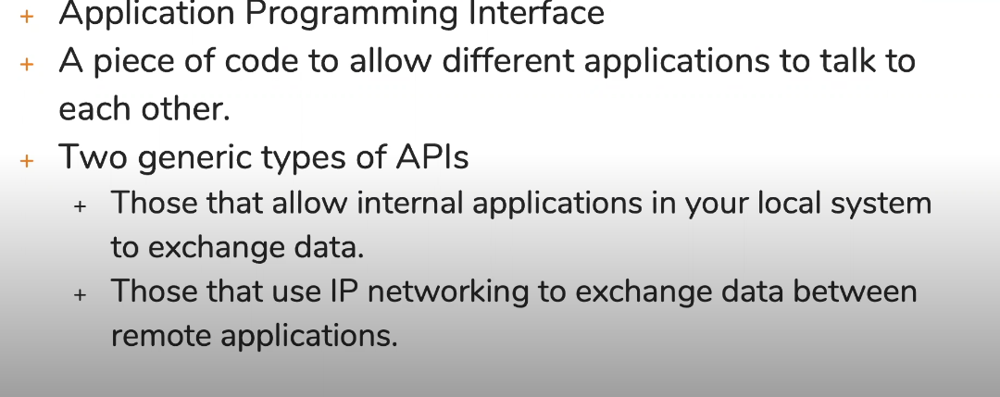 + Application Programming Interface
+ A piece of code to allow different applications to talk to
each other.
+ Two generic types of APIs
+ Those that allow internal applications in your local system
to exchange data.
+ Those that use IP networking to exchange data between
remote applications.